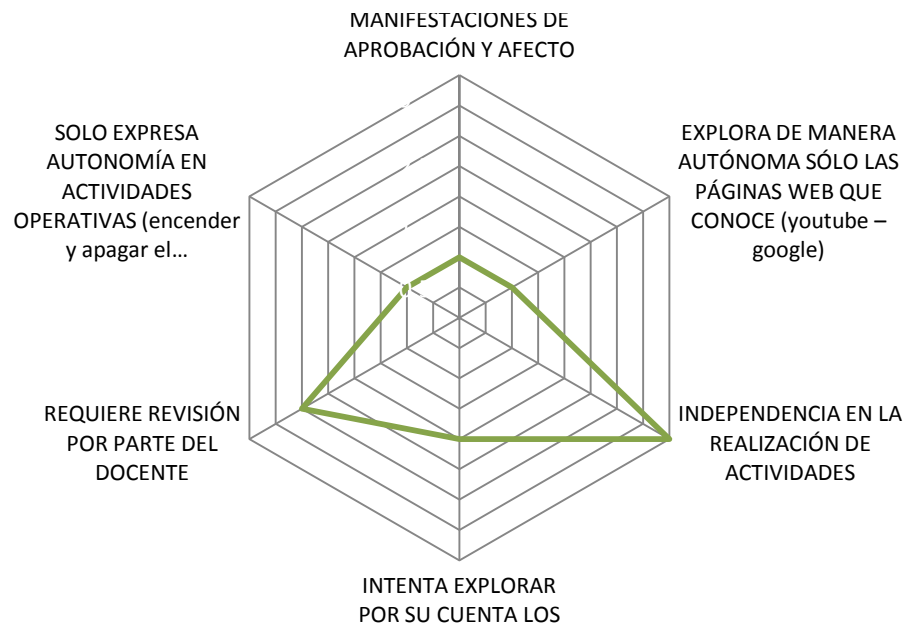 MANIFESTACIONES DE
APROBACIÓN Y AFECTO
EXPLORA DE MANERA
AUTÓNOMA SÓLO LAS
PÁGINAS WEB QUE
CONOCE (youtube –
google)
INDEPENDENCIA EN LA
REALIZACIÓN DE
ACTIVIDADES
INTENTA EXPLORAR
POR SU CUENTA LOS
REQUIERE REVISIÓN
POR PARTE DEL
DOCENTE
SOLO EXPRESA
AUTONOMÍA EN
ACTIVIDADES
OPERATIVAS (encender
y apagar el…